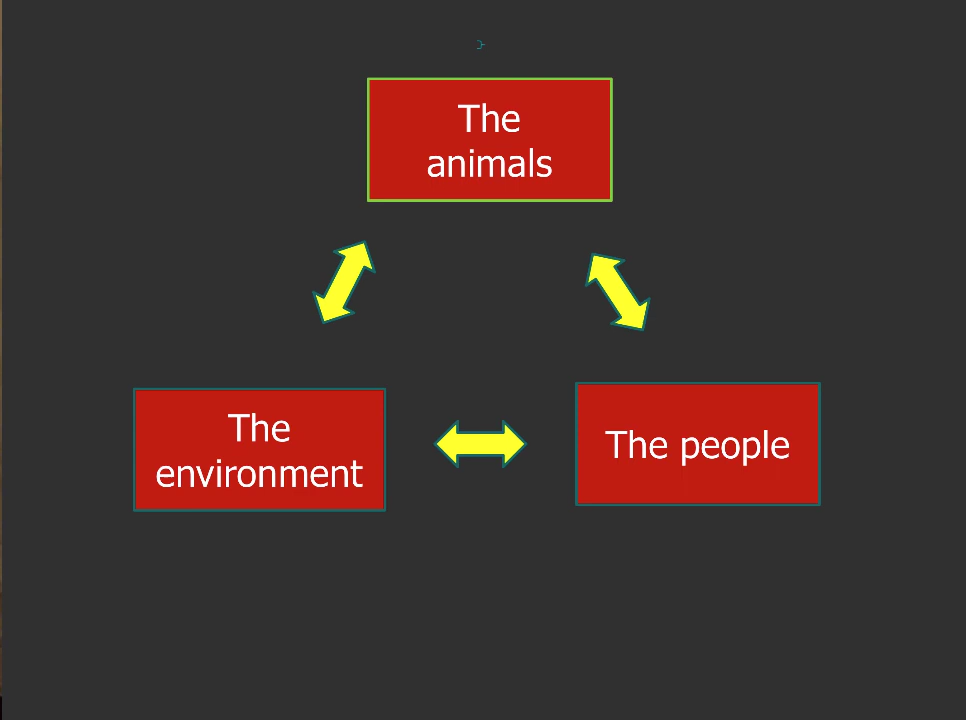 The
animals
The
environment
The people